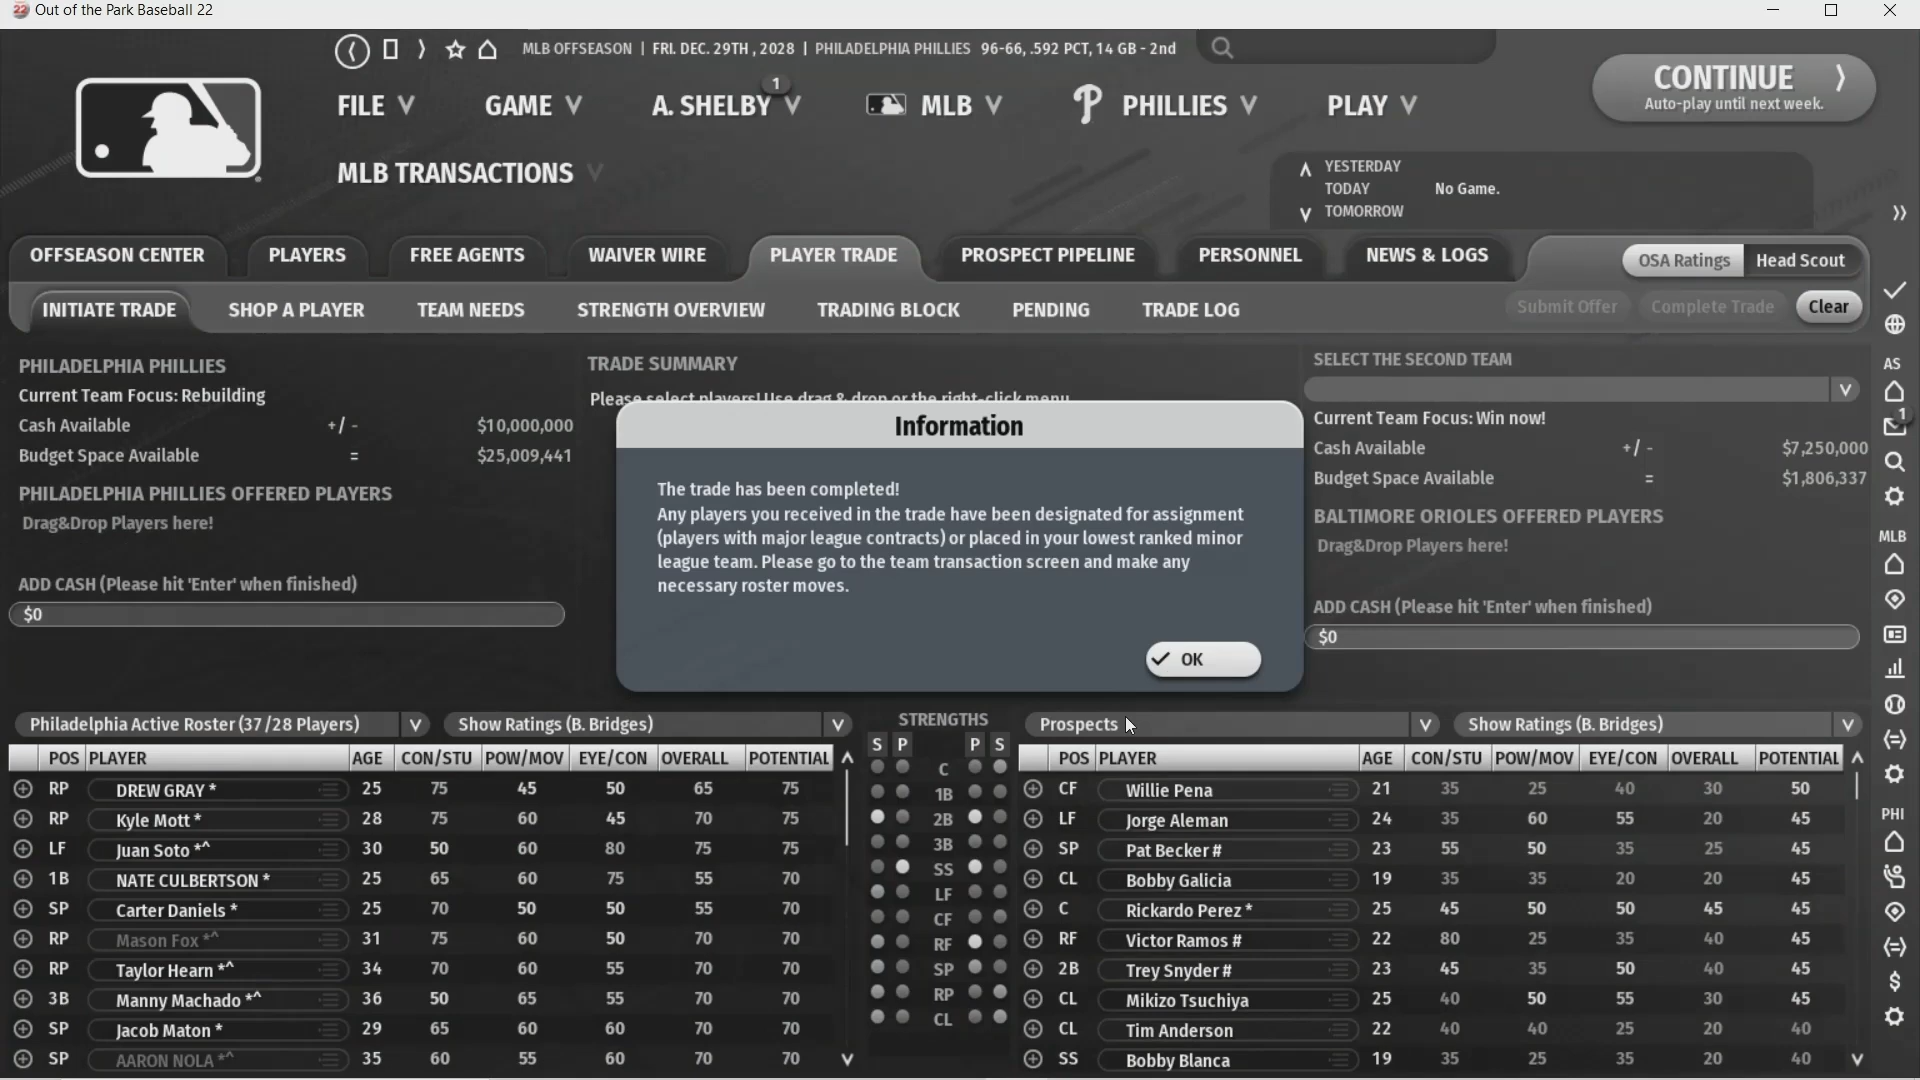 Out of the Park Baseball 22
MLB OFFSEASON | FRI. DEC. 29TH , 2028 | PHILADELPHIA PHILLIES 96-66, .592 PCT, 14 GB - 2nd
FILE GAME A. SHELBY 1 MLB PHILLIES PLAY
CONTINUE
Auto-play until next week.
MLB TRANSACTIONS
YESTERDAY
TODAY No Game.
TOMORROW
OFFSEASON CENTER PLAYERS FREE AGENTS WAIVER WIRE PLAYER TRADE PROSPECT PIPELINE PERSONNEL NEWS & LOGS OSA Ratings Head Scout
INITIATE TRADE SHOP A PLAYER TEAM NEEDS STRENGTH OVERVIEW TRADING BLOCK PENDING TRADE LOG Submit Offer Complete Trade Clear
PHILADELPHIA PHILLIES
Current Team Focus: Rebuilding
Cash Available +/- $10,000,000
Budget Space Available = $25,009,441
PHILADELPHIA PHILLIES OFFERED PLAYERS
Drag&Drop Players here!
ADD CASH (Please hit 'Enter' when finished)
$0
TRADE SUMMARY
Please select players! Use drag & drop or the right-click menu
Information
The trade has been completed!
Any players you received in the trade have been designated for assignment
(players with major league contracts) or placed in your lowest ranked minor
league team. Please go to the team transaction screen and make any
necessary roster moves.
OK
SELECT THE SECOND TEAM
Current Team Focus: Win now!
Cash Available +/- $7,250,000
Budget Space Available = $1,806,337
BALTIMORE ORIOLES OFFERED PLAYERS
Drag&Drop Players here!
ADD CASH (Please hit 'Enter' when finished)
$0
AS
1
MLB
PHI
$
Philadelphia Active Roster (37 /28 Players) Show Ratings (B. Bridges)
POS PLAYER AGE CON/STU POW/MOV EYE/CON OVERALL POTENTIAL
RP DREW GRAY * 25 75 45 50 65 75
RP Kyle Mott * 28 75 60 45 70 75
LF Juan Soto *^ 30 50 60 80 75 75
1B NATE CULBERTSON * 25 65 60 75 55 70
SP Carter Daniels * 25 70 50 50 55 70
RP Mason Fox *^ 31 75 60 50 70 70
RP Taylor Hearn *^ 34 70 60 55 70 70
3B Manny Machado *^ 36 50 65 55 70 70
SP Jacob Maton * 29 65 60 60 70 70
SP AARON NOLA *^ 35 60 55 60 70 70
STRENGTHS
S P P S
C
1B
2B
3B
SS
LF
CF
RF
SP
RP
CL
Prospects Show Ratings (B. Bridges)
POS PLAYER AGE CON/STU POW/MOV EYE/CON OVERALL POTENTIAL
CF Willie Pena 21 35 25 40 30 50
LF Jorge Aleman 24 35 60 55 20 45
SP Pat Becker # 23 55 50 35 25 45
CL Bobby Galicia 19 35 35 20 20 45
C Rickardo Perez * 25 45 50 50 45 45
RF Victor Ramos # 22 80 25 35 40 45
2B Trey Snyder # 23 45 35 50 40 45
CL Mikizo Tsuchiya 25 40 50 55 30 45
CL Tim Anderson 22 40 40 25 20 40
SS Bobby Blanca 19 35 25 35 20 40